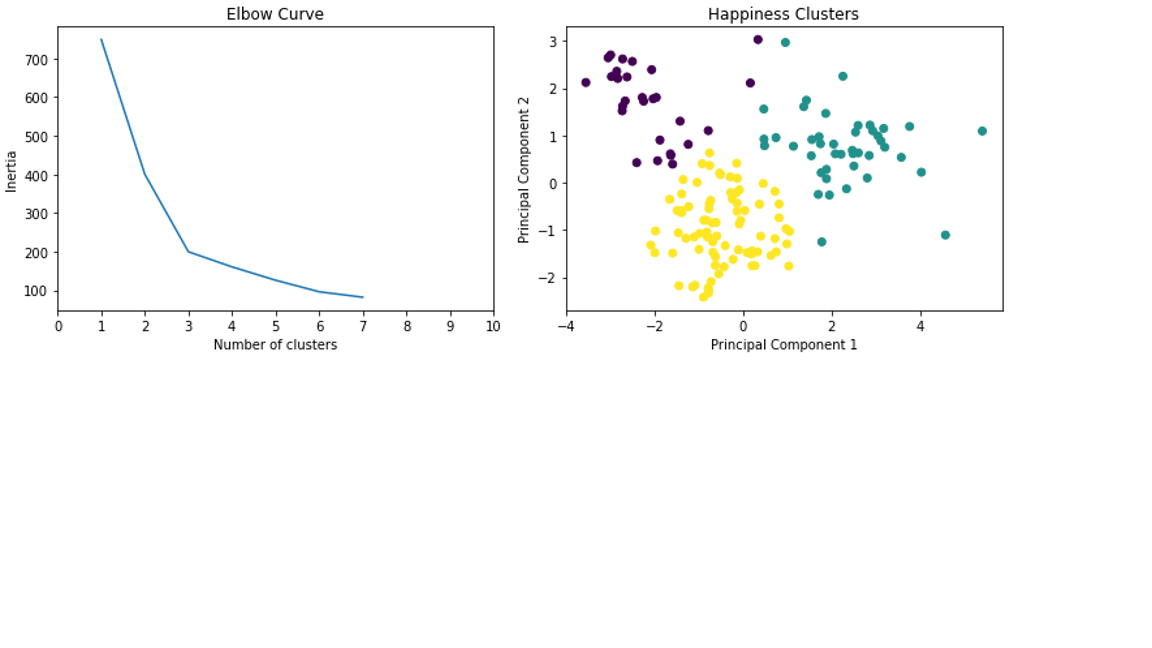 Elbow Curve
700
600
500
400
300
200
100
Inertia
0 1 2 3 4 5 6 7 8 9 10
Number of clusters
Happiness Clusters
3
2
1
0
−1
−2
Principal Component 2
−4 −2 0 2 4
Principal Component 1